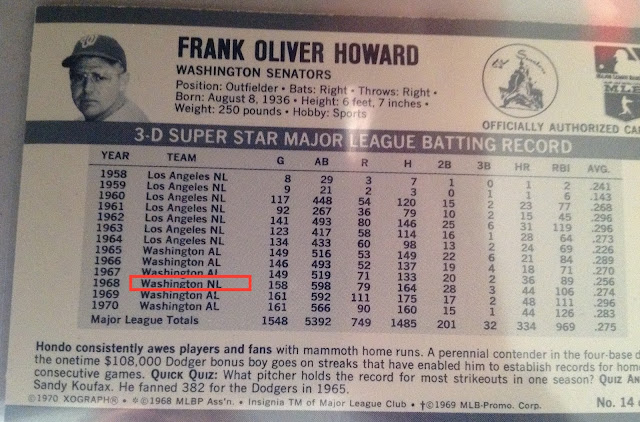 FRANK OLIVER HOWARD
WASHINGTON SENATORS
Position: Outfielder • Bats: Right • Throws: Right •
Born: August 8, 1936 • Height: 6 feet, 7 inches •
Weight: 250 pounds • Hobby: Sports
Senators
MAJOR LEAGUE
MLB
OFFICIALLY AUTHORIZED
3-D SUPER STAR MAJOR LEAGUE BATTING RECORD
YEAR TEAM G AB R H 2B 3B HR RBI AVG.
1958 Los Angeles NL 8 29 3 7 1 0 1 2 .241
1959 Los Angeles NL 9 21 2 3 0 1 1 6 .143
1960 Los Angeles NL 117 448 54 120 15 2 23 77 .268
1961 Los Angeles NL 92 267 36 79 10 2 15 45 .296
1962 Los Angeles NL 141 493 80 146 25 6 31 119 .296
1963 Los Angeles NL 123 417 58 114 16 1 28 64 .273
1964 Los Angeles NL 134 433 60 98 13 2 24 69 .226
1965 Washington AL 149 516 53 149 22 6 21 84 .289
1966 Washington AL 146 493 52 137 19 4 18 71 .270
1967 Washington AL 149 519 71 133 20 2 36 89 .256
1968 Washington NL 158 598 79 164 28 3 44 106 .274
1969 Washington AL 161 592 111 175 17 2 48 111 .296
1970 Washington AL 161 566 90 160 15 1 44 126 .283
Major League Totals 1548 5392 749 1485 201 32 334 969 .275
Hondo consistently awes players and fans with mammoth home runs. A perennial contender in the four-base
the onetime $108,000 Dodger bonus boy goes on streaks that have enabled him to establish records for
consecutive games. QUICK QUIZ: What pitcher holds the record for most strikeouts in one season? QUIZ
Sandy Koufax. He fanned 382 for the Dodgers in 1965.
©1970 XOGRAPH® • ©1968 MLBP Ass'n. • Insignia TM of Major League Club • †©1969 MLB-Promo. Corp. No. 14